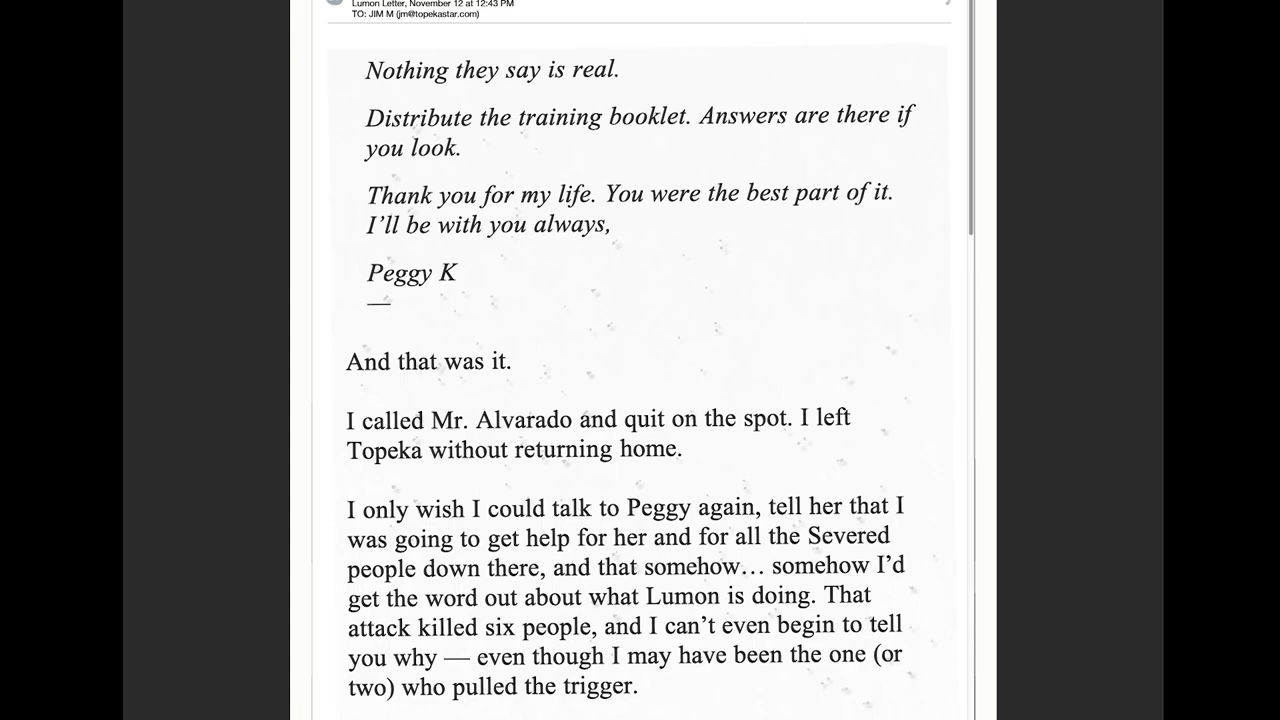 Lumon Letter, November 12 at 12:43 PM
TO: JIM M (jm@topekastar.com)
Nothing they say is real.
Distribute the training booklet. Answers are there if
you look.
Thank you for my life. You were the best part of it.
I’ll be with you always,
Peggy K
—
And that was it.
I called Mr. Alvarado and quit on the spot. I left
Topeka without returning home.
I only wish I could talk to Peggy again, tell her that I
was going to get help for her and for all the Severed
people down there, and that somehow… somehow I’d
get the word out about what Lumon is doing. That
attack killed six people, and I can’t even begin to tell
you why — even though I may have been the one (or
two) who pulled the trigger.